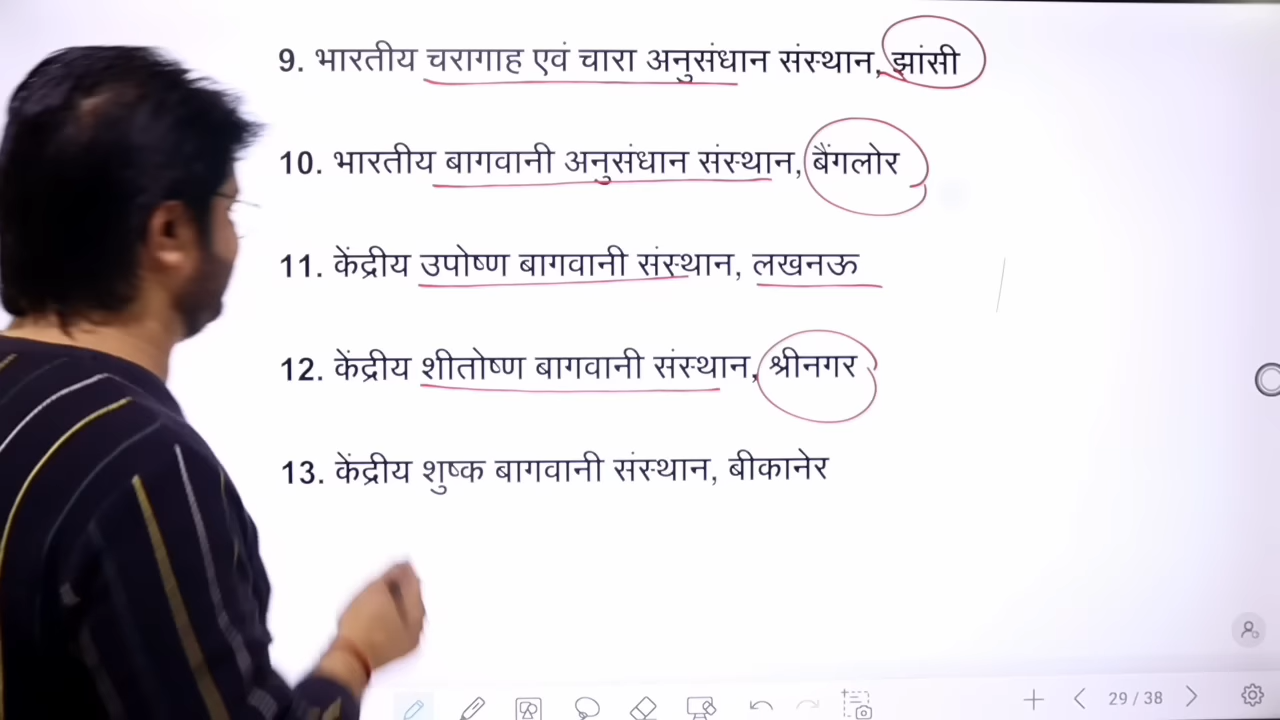 9. भारतीय चरागाह एवं चारा अनुसंधान संस्थान, झांसी
10. भारतीय बागवानी अनुसंधान संस्थान, बैंगलोर
11. केंद्रीय उपोष्ण बागवानी संस्थान, लखनऊ
12. केंद्रीय शीतोष्ण बागवानी संस्थान, श्रीनगर
13. केंद्रीय शुष्क बागवानी संस्थान, बीकानेर
29 / 38